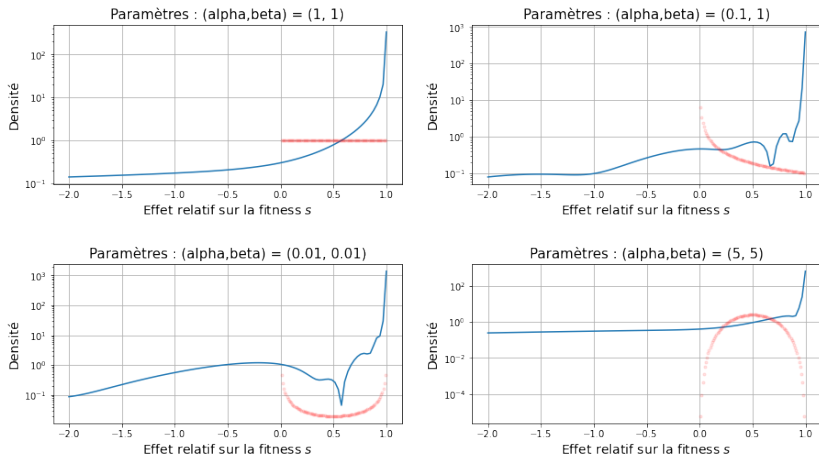 Paramètres : (alpha,beta) = (1, 1)
Densité
10² 10¹ 10⁰ 10⁻¹
−2.0 −1.5 −1.0 −0.5 0.0 0.5 1.0
Effet relatif sur la fitness s
Paramètres : (alpha,beta) = (0.1, 1)
Densité
10³ 10² 10¹ 10⁰ 10⁻¹
−2.0 −1.5 −1.0 −0.5 0.0 0.5 1.0
Effet relatif sur la fitness s
Paramètres : (alpha,beta) = (0.01, 0.01)
Densité
10³ 10² 10¹ 10⁰ 10⁻¹
−2.0 −1.5 −1.0 −0.5 0.0 0.5 1.0
Effet relatif sur la fitness s
Paramètres : (alpha,beta) = (5, 5)
Densité
10² 10⁰ 10⁻² 10⁻⁴
−2.0 −1.5 −1.0 −0.5 0.0 0.5 1.0
Effet relatif sur la fitness s